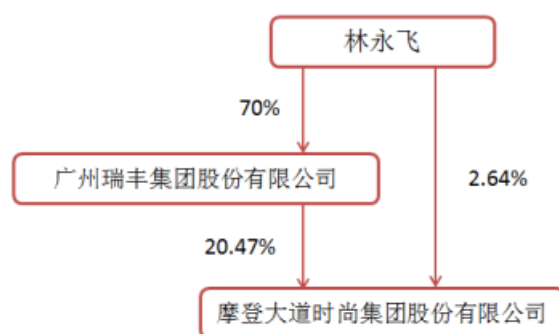 林永飞
70%
广州瑞丰集团股份有限公司
2.64%
20.47%
摩登大道时尚集团股份有限公司